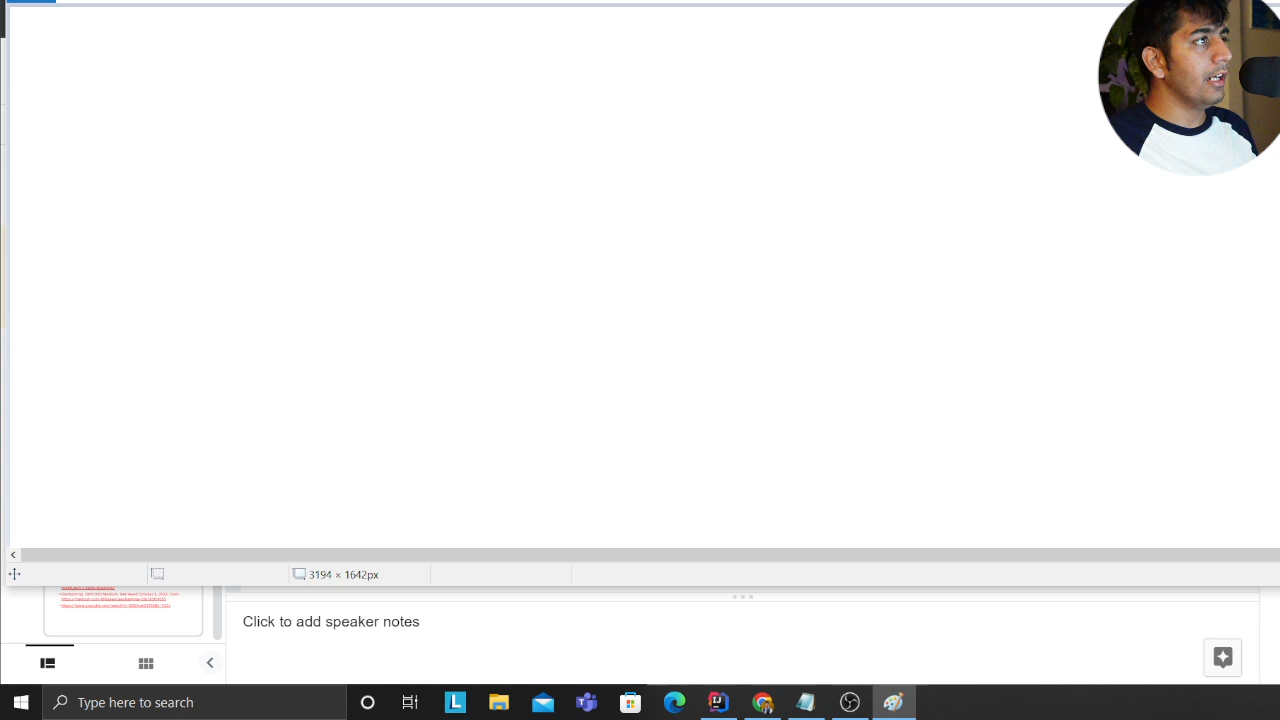 3194 × 1642px
Click to add speaker notes
Type here to search
L